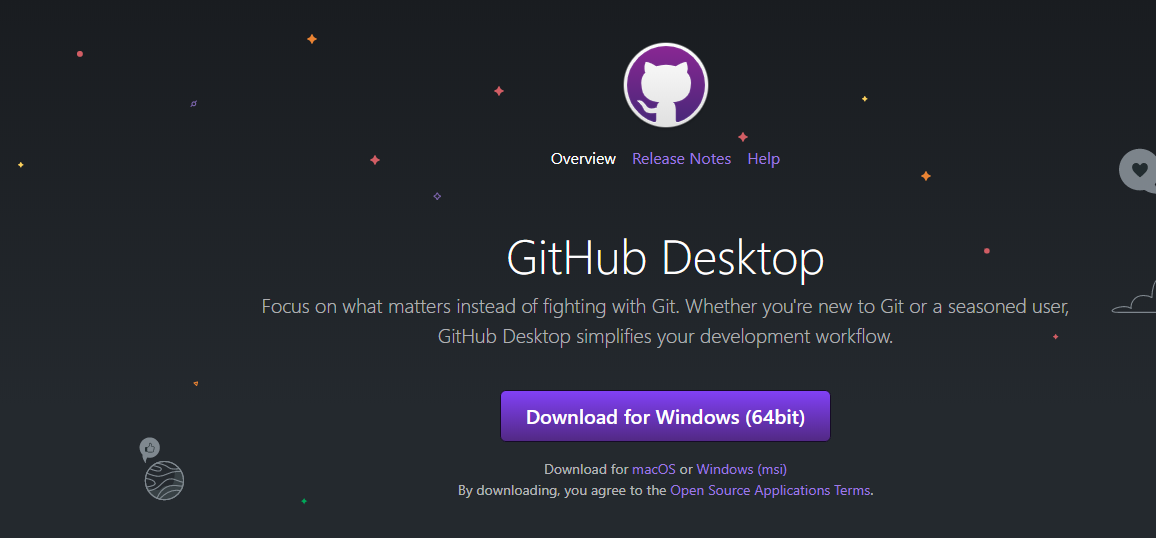 Overview Release Notes Help
GitHub Desktop
Focus on what matters instead of fighting with Git. Whether you're new to Git or a seasoned user,
GitHub Desktop simplifies your development workflow.
Download for Windows (64bit)
Download for macOS or Windows (msi)
By downloading, you agree to the Open Source Applications Terms.